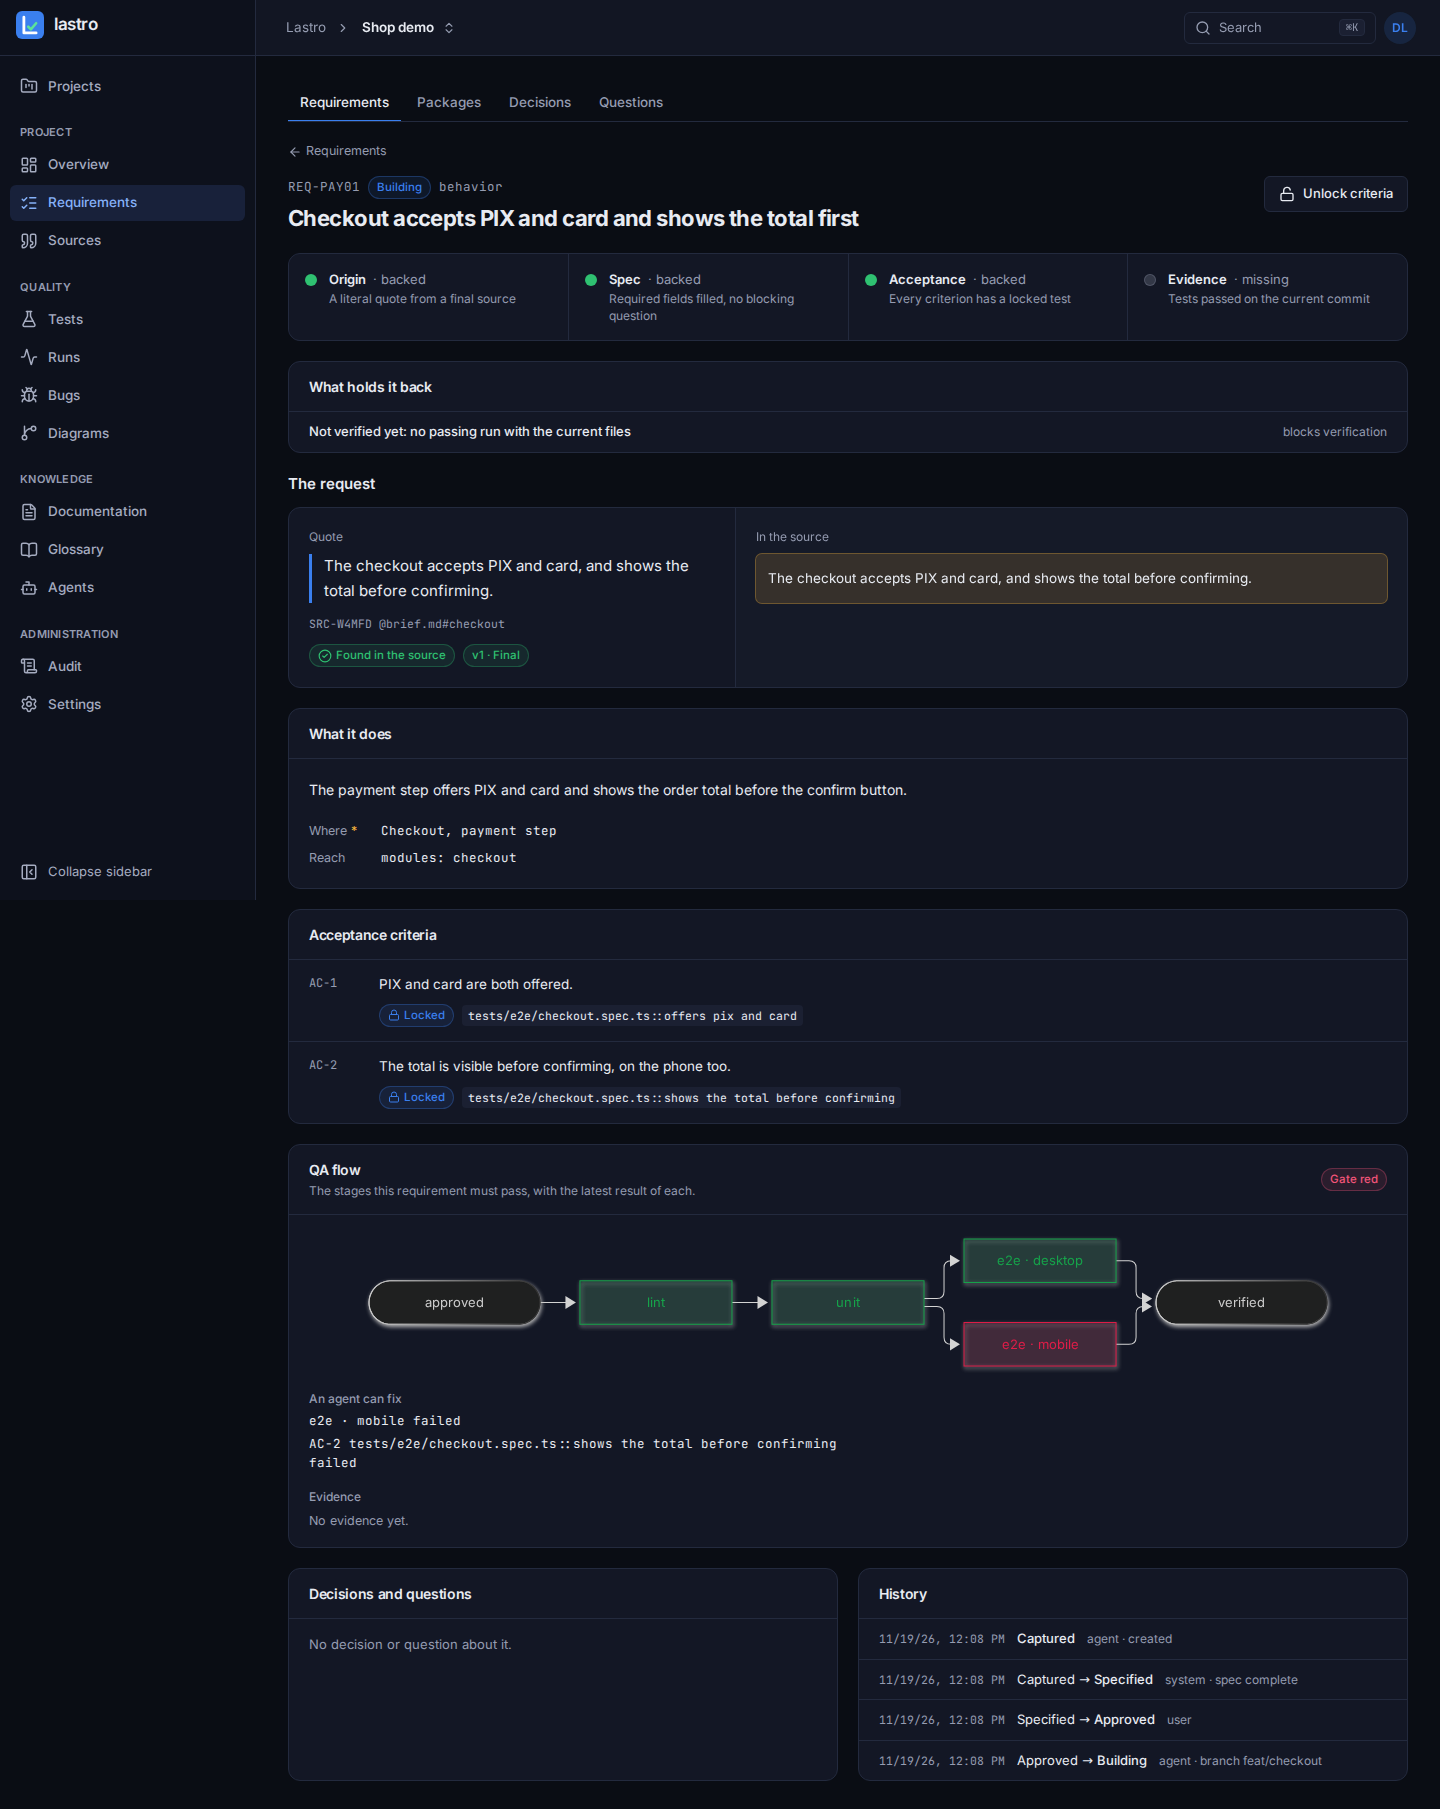 lastro
Lastro
Shop demo
Search
⌘K
DL
Projects
PROJECT
Overview
Requirements
Sources
QUALITY
Tests
Runs
Bugs
Diagrams
KNOWLEDGE
Documentation
Glossary
Agents
ADMINISTRATION
Audit
Settings
Collapse sidebar
Requirements
Packages
Decisions
Questions
← Requirements
REQ-PAY01 Building behavior
Unlock criteria
Checkout accepts PIX and card and shows the total first
Origin · backed
A literal quote from a final source
Spec · backed
Required fields filled, no blocking
question
Acceptance · backed
Every criterion has a locked test
Evidence · missing
Tests passed on the current commit
What holds it back
Not verified yet: no passing run with the current files
blocks verification
The request
Quote
The checkout accepts PIX and card, and shows the
total before confirming.
SRC-W4MFD @brief.md#checkout
Found in the source
v1 · Final
In the source
The checkout accepts PIX and card, and shows the total before confirming.
What it does
The payment step offers PIX and card and shows the order total before the confirm button.
Where * Checkout, payment step
Reach modules: checkout
Acceptance criteria
AC-1 PIX and card are both offered.
Locked tests/e2e/checkout.spec.ts::offers pix and card
AC-2 The total is visible before confirming, on the phone too.
Locked tests/e2e/checkout.spec.ts::shows the total before confirming
QA flow
The stages this requirement must pass, with the latest result of each.
Gate red
approved
lint
unit
e2e · desktop
e2e · mobile
verified
An agent can fix
e2e · mobile failed
AC-2 tests/e2e/checkout.spec.ts::shows the total before confirming
failed
Evidence
No evidence yet.
Decisions and questions
No decision or question about it.
History
11/19/26, 12:08 PM Captured agent · created
11/19/26, 12:08 PM Captured → Specified system · spec complete
11/19/26, 12:08 PM Specified → Approved user
11/19/26, 12:08 PM Approved → Building agent · branch feat/checkout